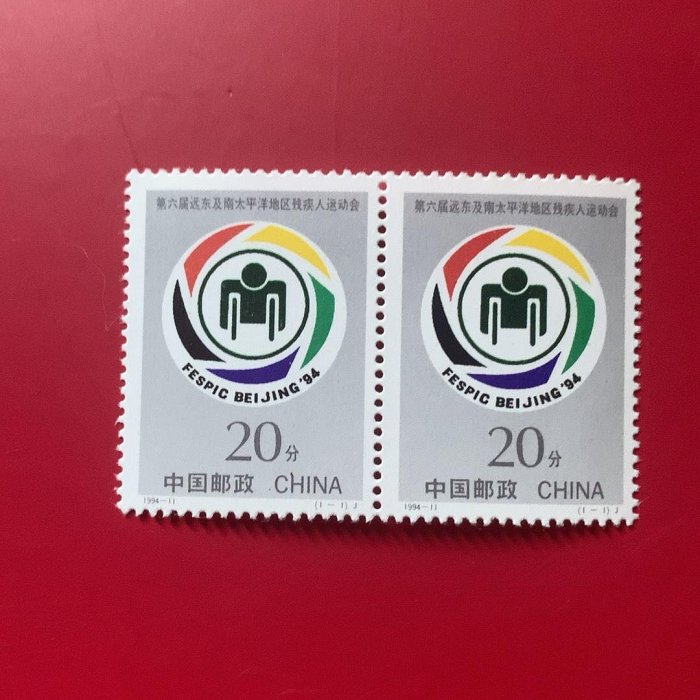 第六届远东及南太平洋地区残疾人运动会
FESPIC BEIJING '94
20分
中国邮政 CHINA
1994-11 (1-1) J
第六届远东及南太平洋地区残疾人运动会
FESPIC BEIJING '94
20分
中国邮政 CHINA
1994-11 (1-1) J